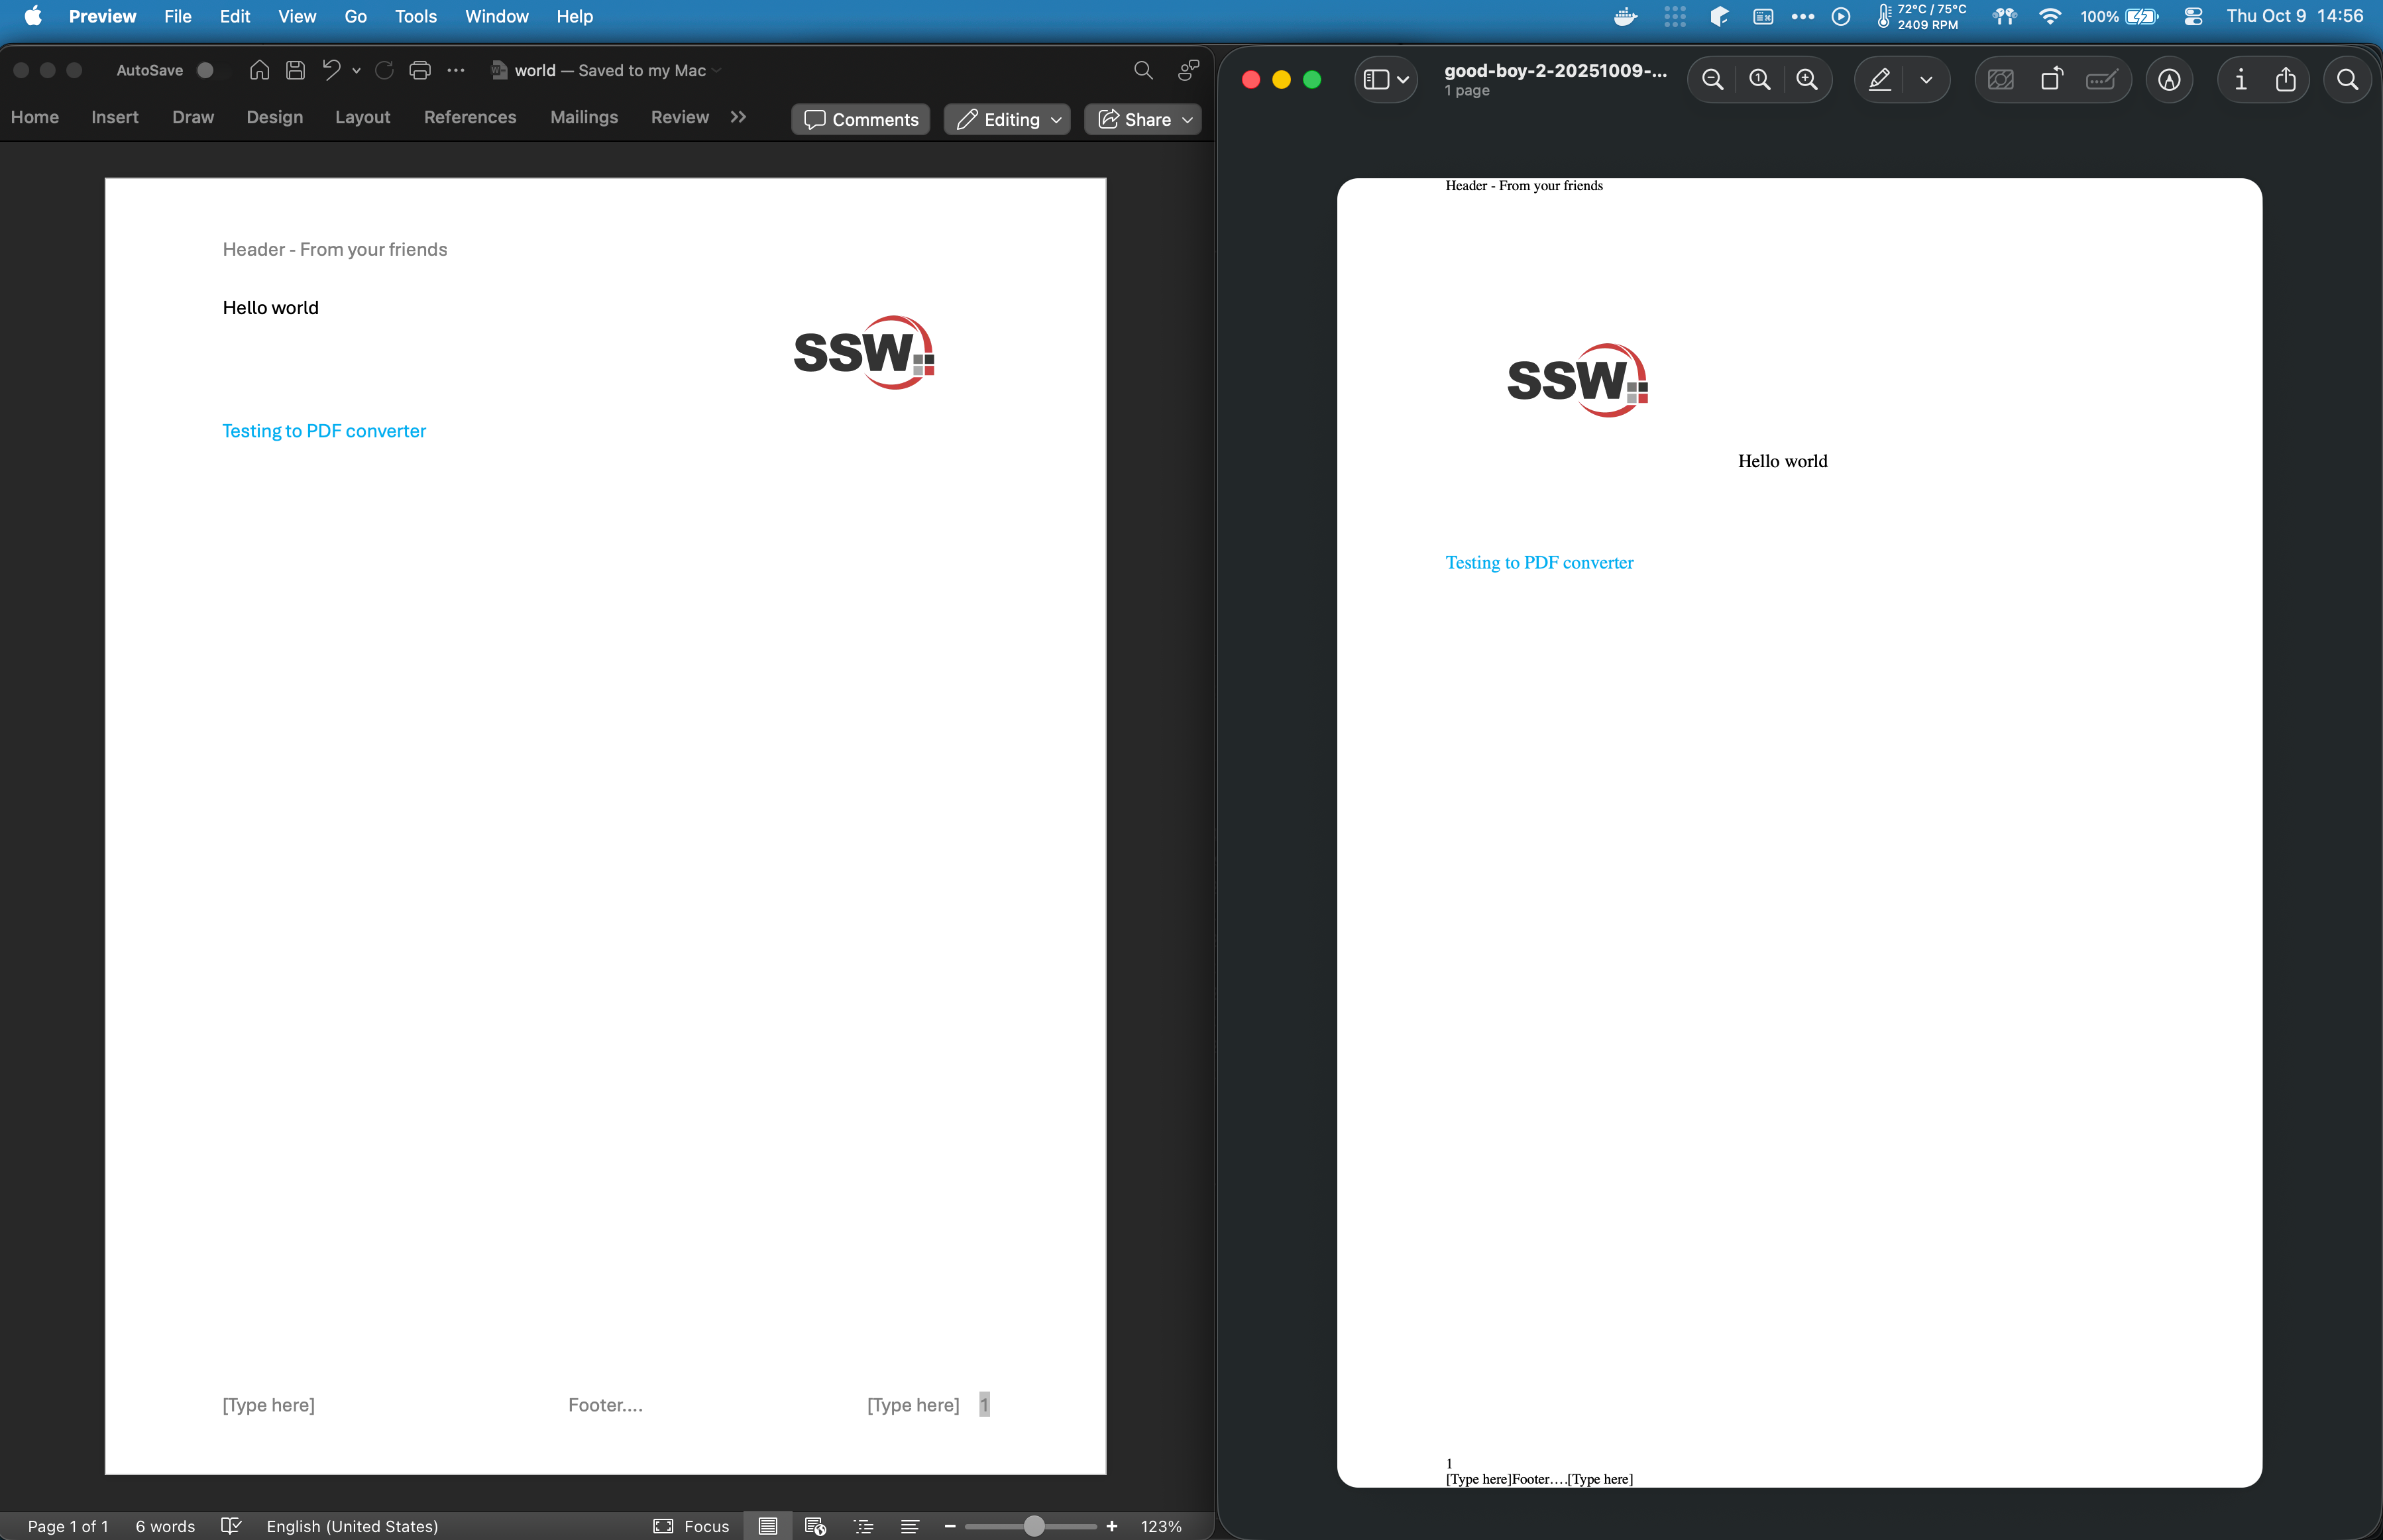 Preview File Edit View Go Tools Window Help
72°C / 75°C
2409 RPM
100%
Thu Oct 9 14:56
AutoSave
world — Saved to my Mac
Home Insert Draw Design Layout References Mailings Review
Comments Editing Share
Header - From your friends
Hello world
SSW
Testing to PDF converter
[Type here] Footer.... [Type here] 1
Page 1 of 1 6 words English (United States) Focus 123%
good-boy-2-20251009-...
1 page
Header - From your friends
SSW
Hello world
Testing to PDF converter
1
[Type here]Footer....[Type here]